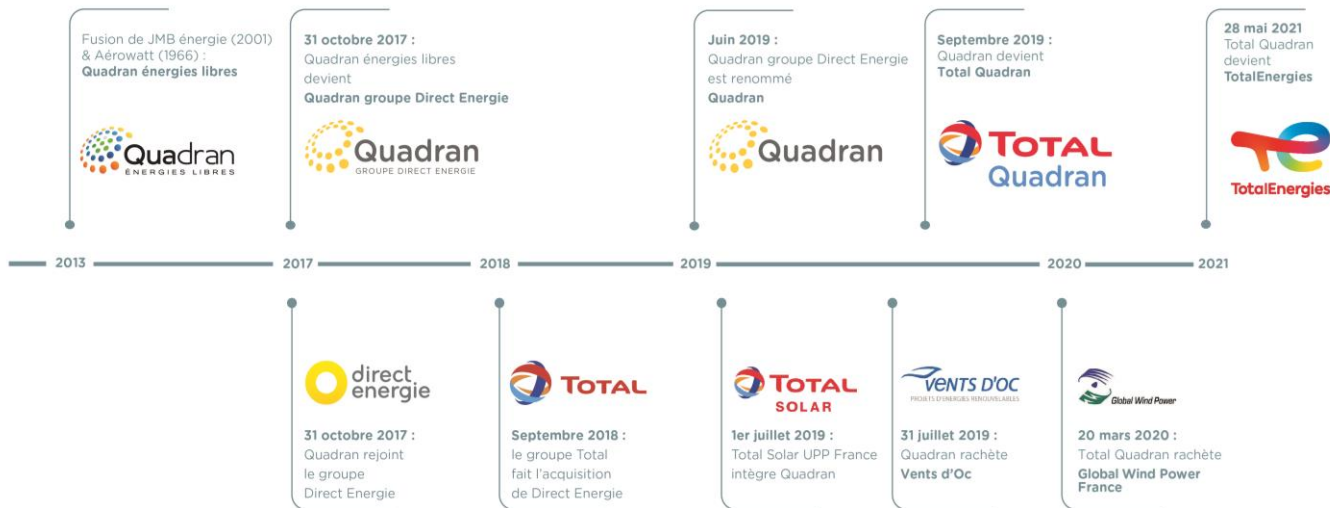 Fusion de JMB énergie (2001)
& Aérowatt (1966) :
Quadran énergies libres
Quadran
ÉNERGIES LIBRES
31 octobre 2017 :
Quadran énergies libres
devient
Quadran groupe Direct Energie
Quadran
GROUPE DIRECT ENERGIE
Juin 2019 :
Quadran groupe Direct Energie
est renommé
Quadran
Quadran
Septembre 2019 :
Quadran devient
Total Quadran
TOTAL
Quadran
28 mai 2021
Total Quadran
devient
TotalEnergies
TotalEnergies
2013
2017
2018
2019
2020
2021
direct
energie
31 octobre 2017 :
Quadran rejoint
le groupe
Direct Energie
TOTAL
Septembre 2018 :
le groupe Total
fait l'acquisition
de Direct Energie
TOTAL
SOLAR
1er juillet 2019 :
Total Solar UPP France
intègre Quadran
VENTS D'OC
PROJETS D'ENERGIES RENOUVELABLES
31 juillet 2019 :
Quadran rachète
Vents d'Oc
Global Wind Power
20 mars 2020 :
Total Quadran rachète
Global Wind Power
France